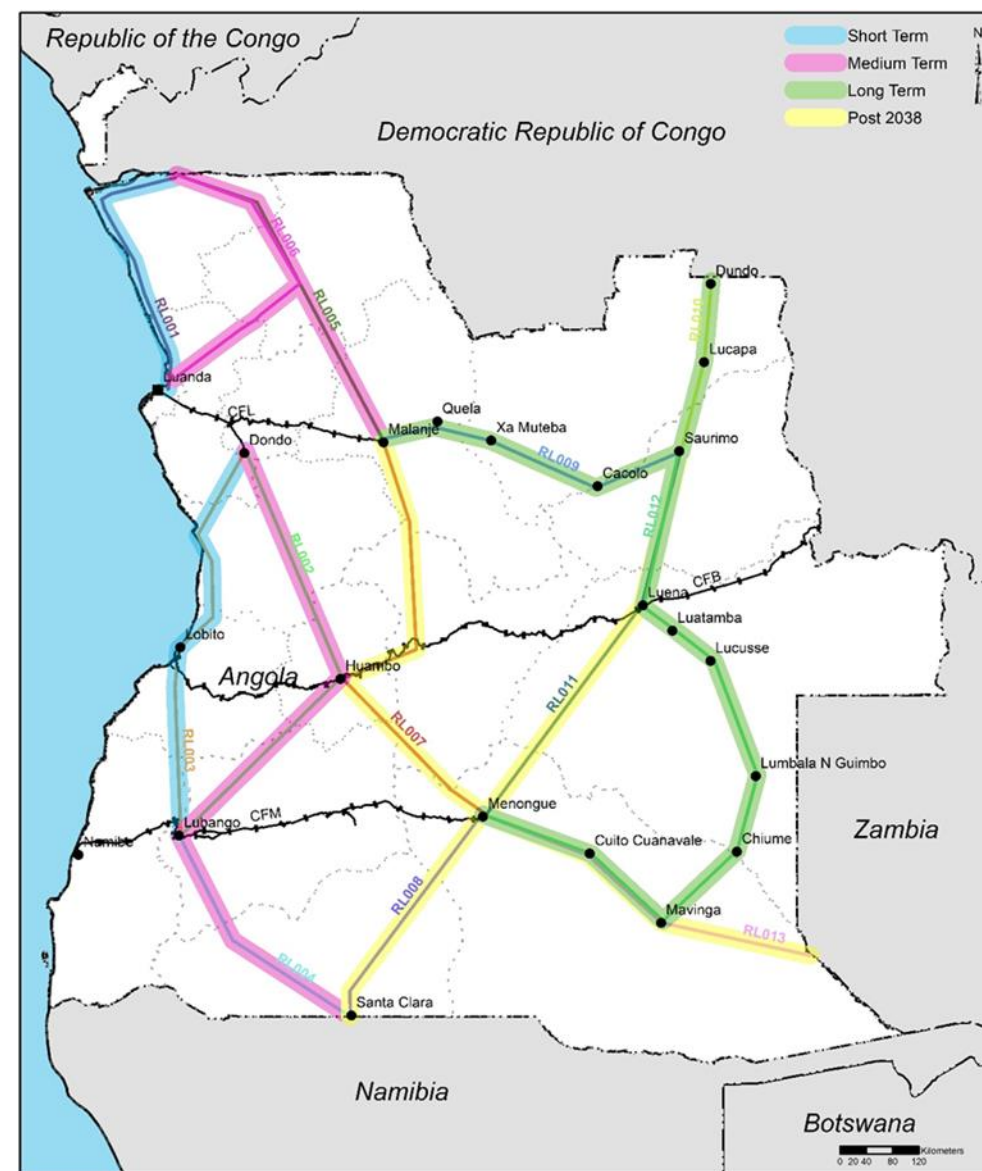 Republic of the Congo
Short Term
Medium Term
Long Term
Post 2038
N
Democratic Republic of Congo
RL006
RL001
RL005
Dundo
RL010
Lucapa
Luanda
CFL
Quela
Malanje
Xa Muteba
Dondo
Saurimo
RL009
Cacolo
RL012
RL002
CFB
Luena
Luatamba
Lobito
Lucusse
Angola
Huambo
RL011
RL007
RL003
Lumbala N Guimbo
Menongue
Lubango
CFM
Zambia
Namibe
Cuito Cuanavale
Chiume
RL008
Mavinga
RL013
RL004
Santa Clara
Namibia
Botswana
Kilometers
0 20 40 80 120